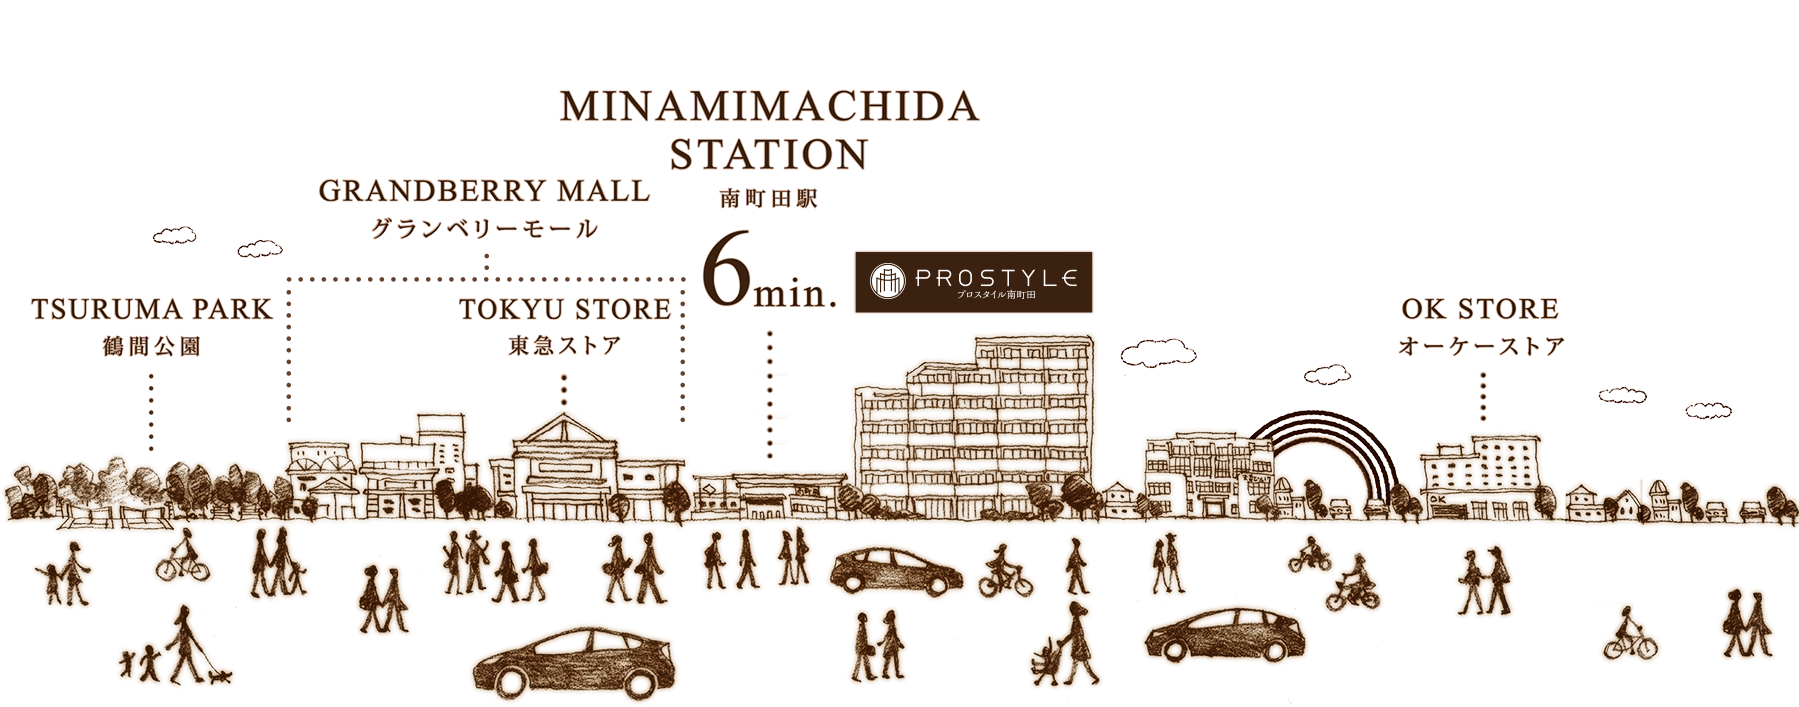 MINAMIMACHIDA
STATION
南町田駅
6min.
GRANDBERRY MALL
グランベリーモール
TSURUMA PARK
鶴間公園
TOKYU STORE
東急ストア
PROSTYLE
プロスタイル南町田
OK STORE
オーケーストア
OK